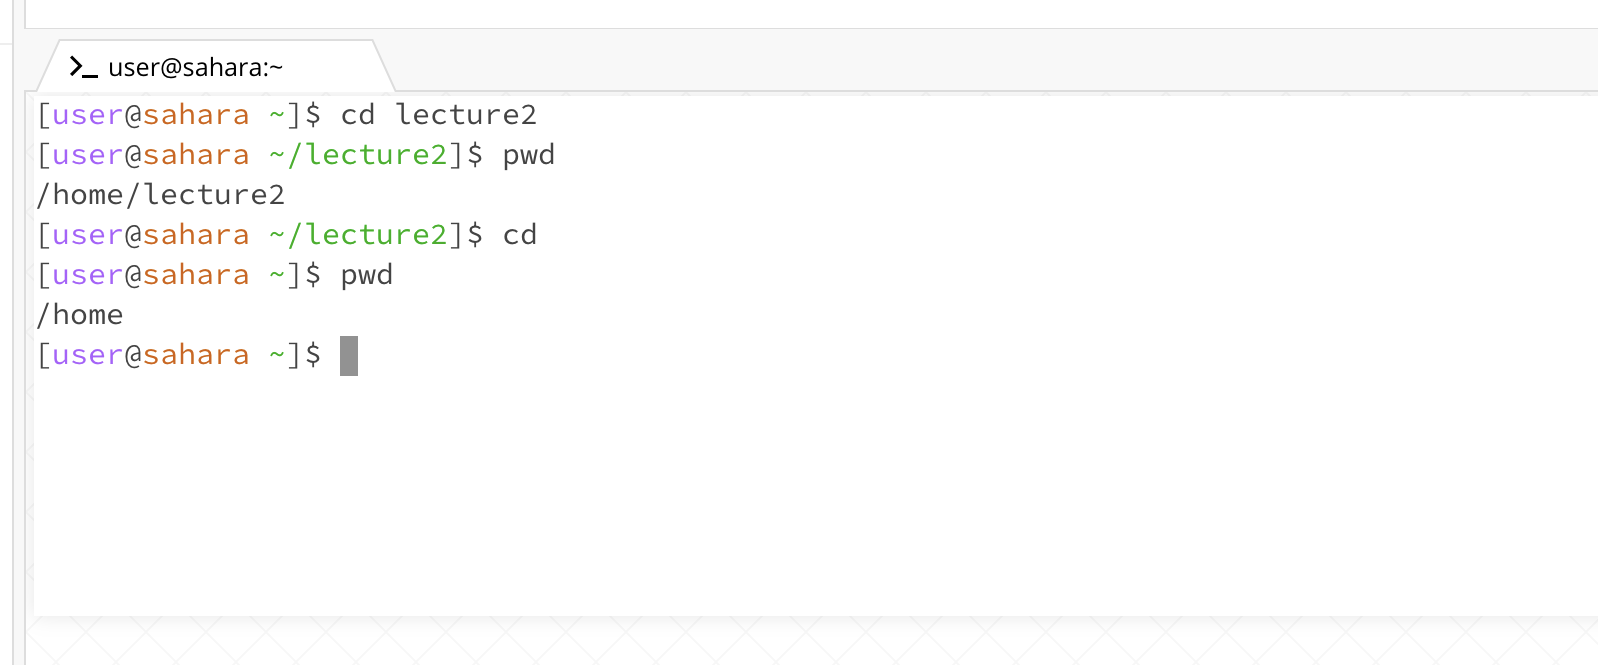 >_ user@sahara:~
[user@sahara ~]$ cd lecture2
[user@sahara ~/lecture2]$ pwd
/home/lecture2
[user@sahara ~/lecture2]$ cd
[user@sahara ~]$ pwd
/home
[user@sahara ~]$